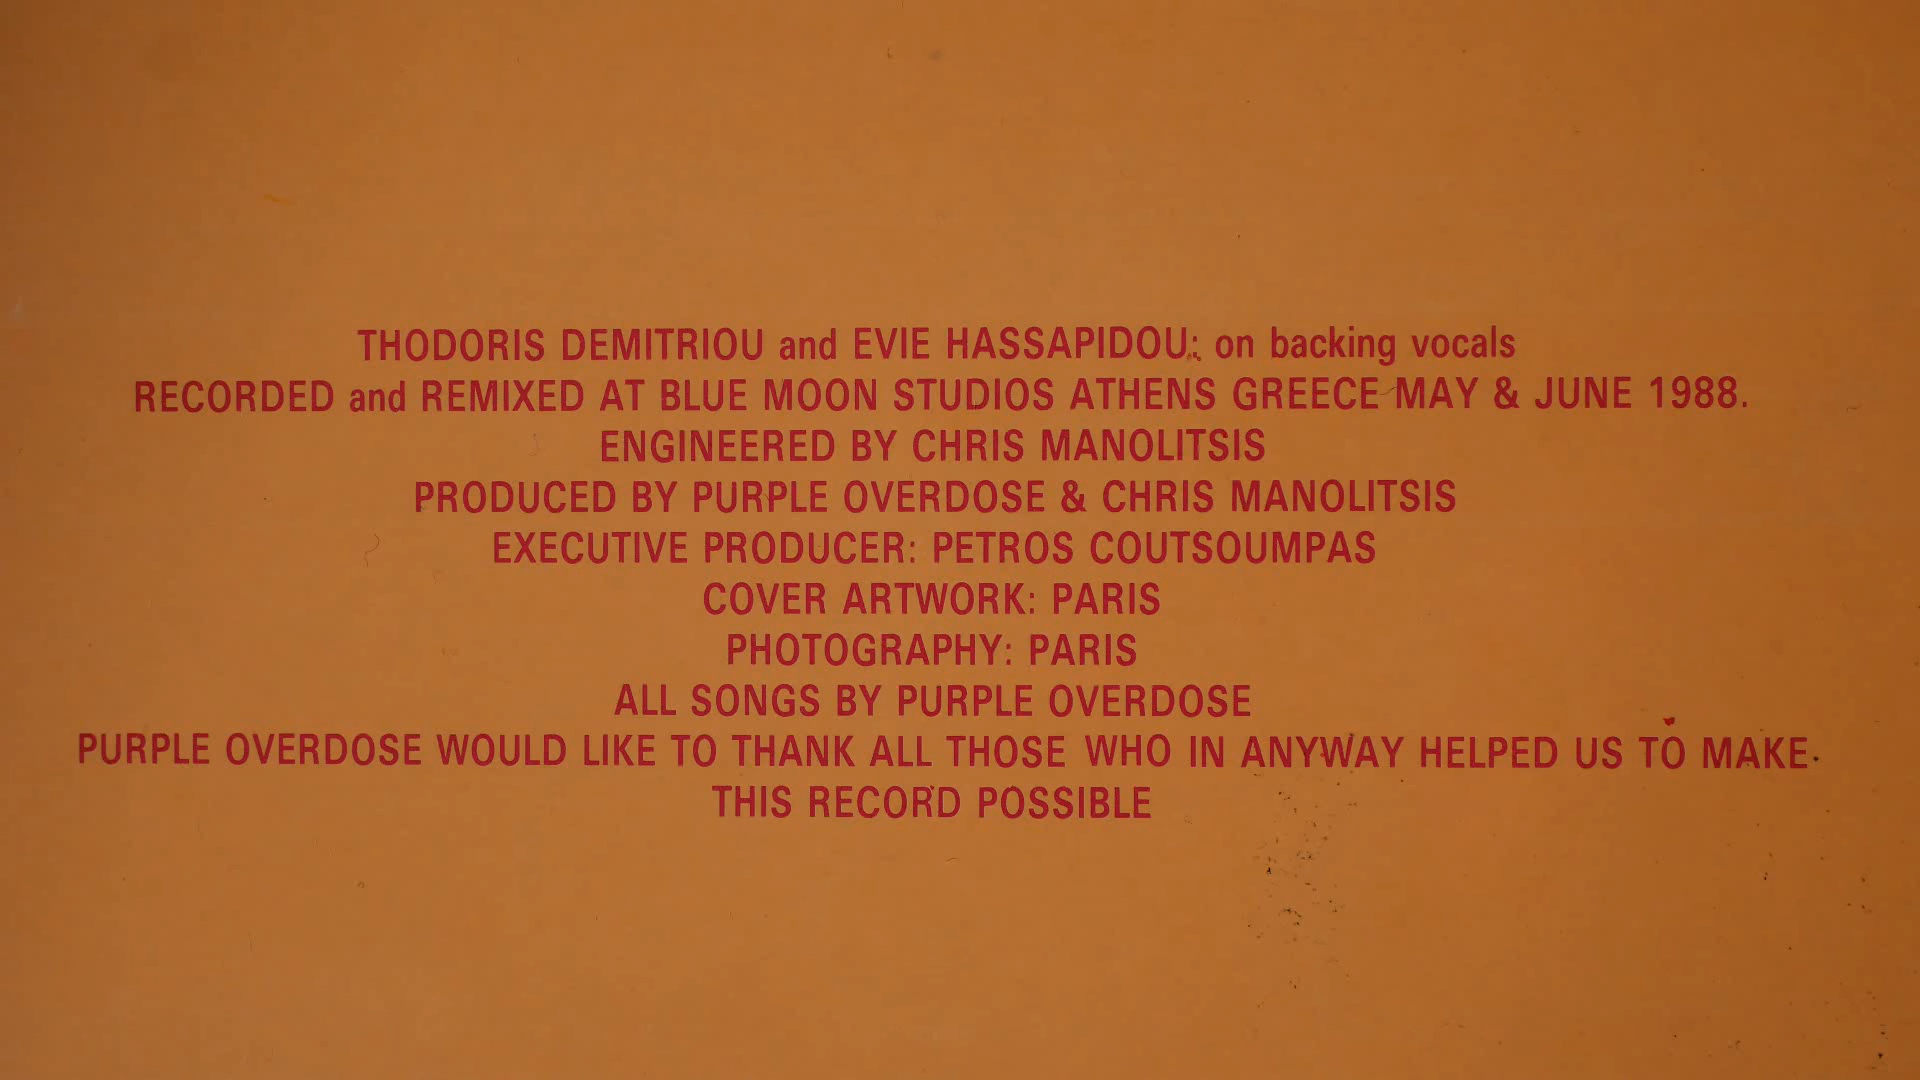 THODORIS DEMITRIOU and EVIE HASSAPIDOU: on backing vocals
RECORDED and REMIXED AT BLUE MOON STUDIOS ATHENS GREECE MAY & JUNE 1988.
ENGINEERED BY CHRIS MANOLITSIS
PRODUCED BY PURPLE OVERDOSE & CHRIS MANOLITSIS
EXECUTIVE PRODUCER: PETROS COUTSOUMPAS
COVER ARTWORK: PARIS
PHOTOGRAPHY: PARIS
ALL SONGS BY PURPLE OVERDOSE
PURPLE OVERDOSE WOULD LIKE TO THANK ALL THOSE WHO IN ANYWAY HELPED US TO MAKE
THIS RECORD POSSIBLE